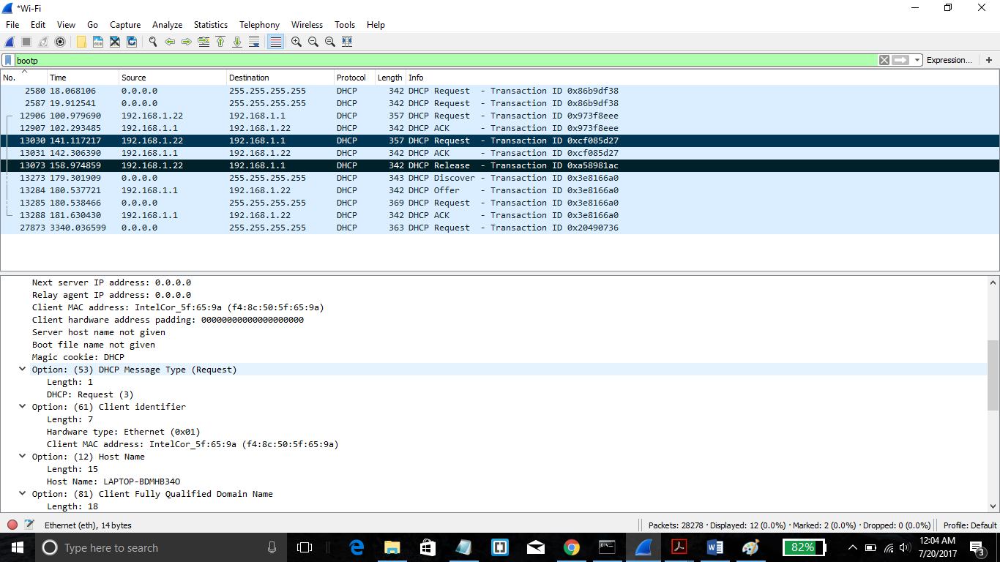 *Wi-Fi
File Edit View Go Capture Analyze Statistics Telephony Wireless Tools Help
bootp
Expression... +
No. Time Source Destination Protocol Length Info
2580 18.068106 0.0.0.0 255.255.255.255 DHCP 342 DHCP Request - Transaction ID 0x86b9df38
2587 19.912541 0.0.0.0 255.255.255.255 DHCP 342 DHCP Request - Transaction ID 0x86b9df38
12906 100.979690 192.168.1.22 192.168.1.1 DHCP 357 DHCP Request - Transaction ID 0x973f8eee
12907 102.293485 192.168.1.1 192.168.1.22 DHCP 342 DHCP ACK - Transaction ID 0x973f8eee
13030 141.117217 192.168.1.22 192.168.1.1 DHCP 357 DHCP Request - Transaction ID 0xcf085d27
13031 142.306390 192.168.1.1 192.168.1.22 DHCP 342 DHCP ACK - Transaction ID 0xcf085d27
13073 158.974859 192.168.1.22 192.168.1.1 DHCP 342 DHCP Release - Transaction ID 0xa58981ac
13273 179.301909 0.0.0.0 255.255.255.255 DHCP 343 DHCP Discover - Transaction ID 0x3e8166a0
13284 180.537721 192.168.1.1 192.168.1.22 DHCP 342 DHCP Offer - Transaction ID 0x3e8166a0
13285 180.538466 0.0.0.0 255.255.255.255 DHCP 369 DHCP Request - Transaction ID 0x3e8166a0
13288 181.630430 192.168.1.1 192.168.1.22 DHCP 342 DHCP ACK - Transaction ID 0x3e8166a0
27873 3340.036599 0.0.0.0 255.255.255.255 DHCP 363 DHCP Request - Transaction ID 0x20490736
Next server IP address: 0.0.0.0
Relay agent IP address: 0.0.0.0
Client MAC address: IntelCor_5f:65:9a (f4:8c:50:5f:65:9a)
Client hardware address padding: 00000000000000000000
Server host name not given
Boot file name not given
Magic cookie: DHCP
Option: (53) DHCP Message Type (Request)
Length: 1
DHCP: Request (3)
Option: (61) Client identifier
Length: 7
Hardware type: Ethernet (0x01)
Client MAC address: IntelCor_5f:65:9a (f4:8c:50:5f:65:9a)
Option: (12) Host Name
Length: 15
Host Name: LAPTOP-BDMHB34O
Option: (81) Client Fully Qualified Domain Name
Length: 18
Ethernet (eth), 14 bytes
Packets: 28278 · Displayed: 12 (0.0%) · Marked: 2 (0.0%) · Dropped: 0 (0.0%)
Profile: Default
Type here to search
82%
12:04 AM
7/20/2017
3